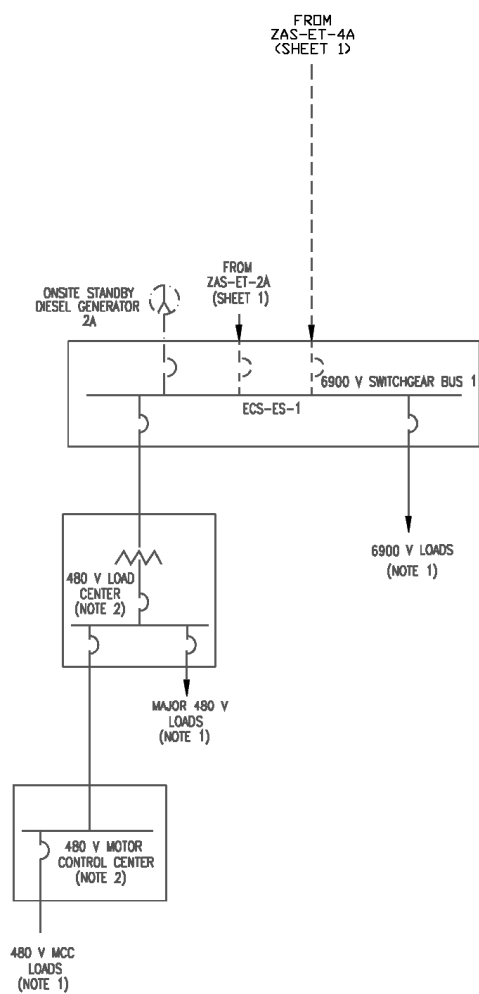 FROM
ZAS-ET-4A
(SHEET 1)
FROM
ZAS-ET-2A
(SHEET 1)
ONSITE STANDBY
DIESEL GENERATOR
2A
6900 V SWITCHGEAR BUS 1
ECS-ES-1
6900 V LOADS
(NOTE 1)
480 V LOAD
CENTER
(NOTE 2)
MAJOR 480 V
LOADS
(NOTE 1)
480 V MOTOR
CONTROL CENTER
(NOTE 2)
480 V MCC
LOADS
(NOTE 1)